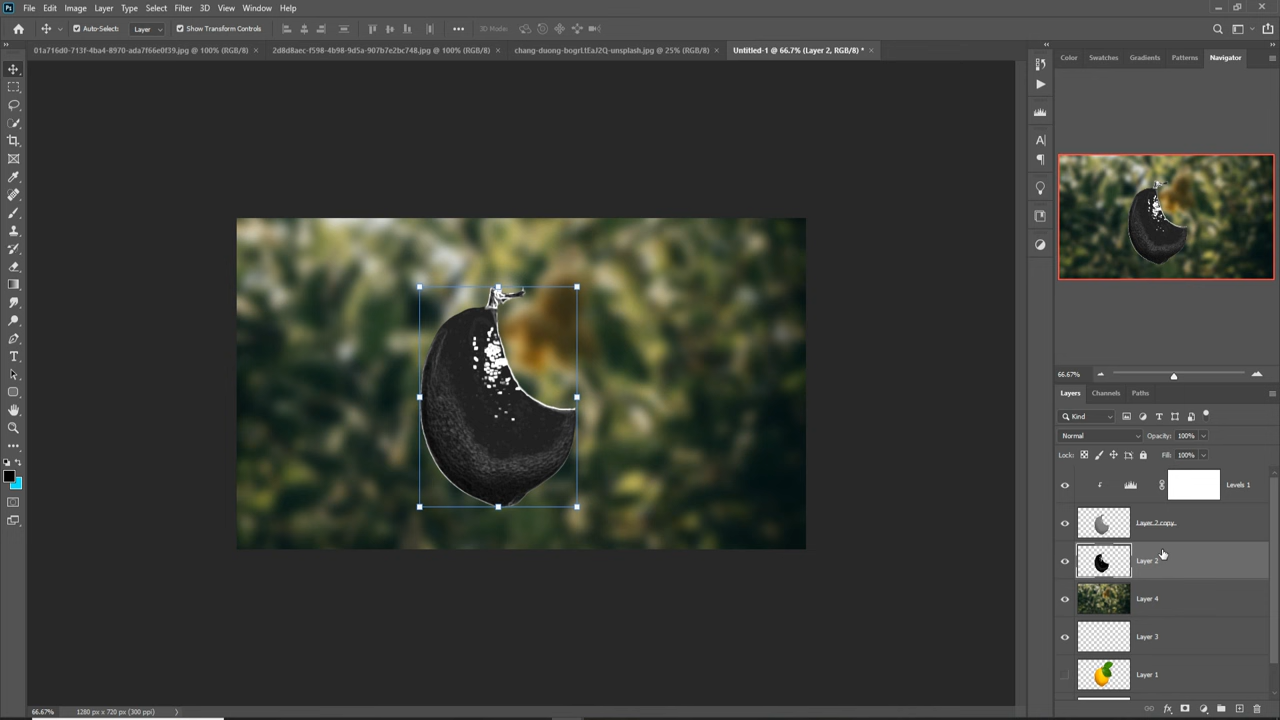 Ps File Edit Image Layer Type Select Filter 3D View Window Help
Auto-Select: Layer Show Transform Controls 3D Mode:
01a716d0-713f-4ba4-8970-ada7f66e0f39.jpg @ 100% (RGB/8) × 2d8d8aec-f598-4b98-9d5a-907b7e2bc748.jpg @ 100% (RGB/8) × chang-duong-bogrLtEaJ2Q-unsplash.jpg @ 25% (RGB/8) × Untitled-1 @ 66.7% (Layer 2, RGB/8) * ×
Color Swatches Gradients Patterns Navigator
66.67%
Layers Channels Paths
Kind
Normal Opacity: 100%
Lock: Fill: 100%
Levels 1
Layer 2 copy
Layer 2
Layer 4
Layer 3
Layer 1
66.67% 1280 px x 720 px (300 ppi)